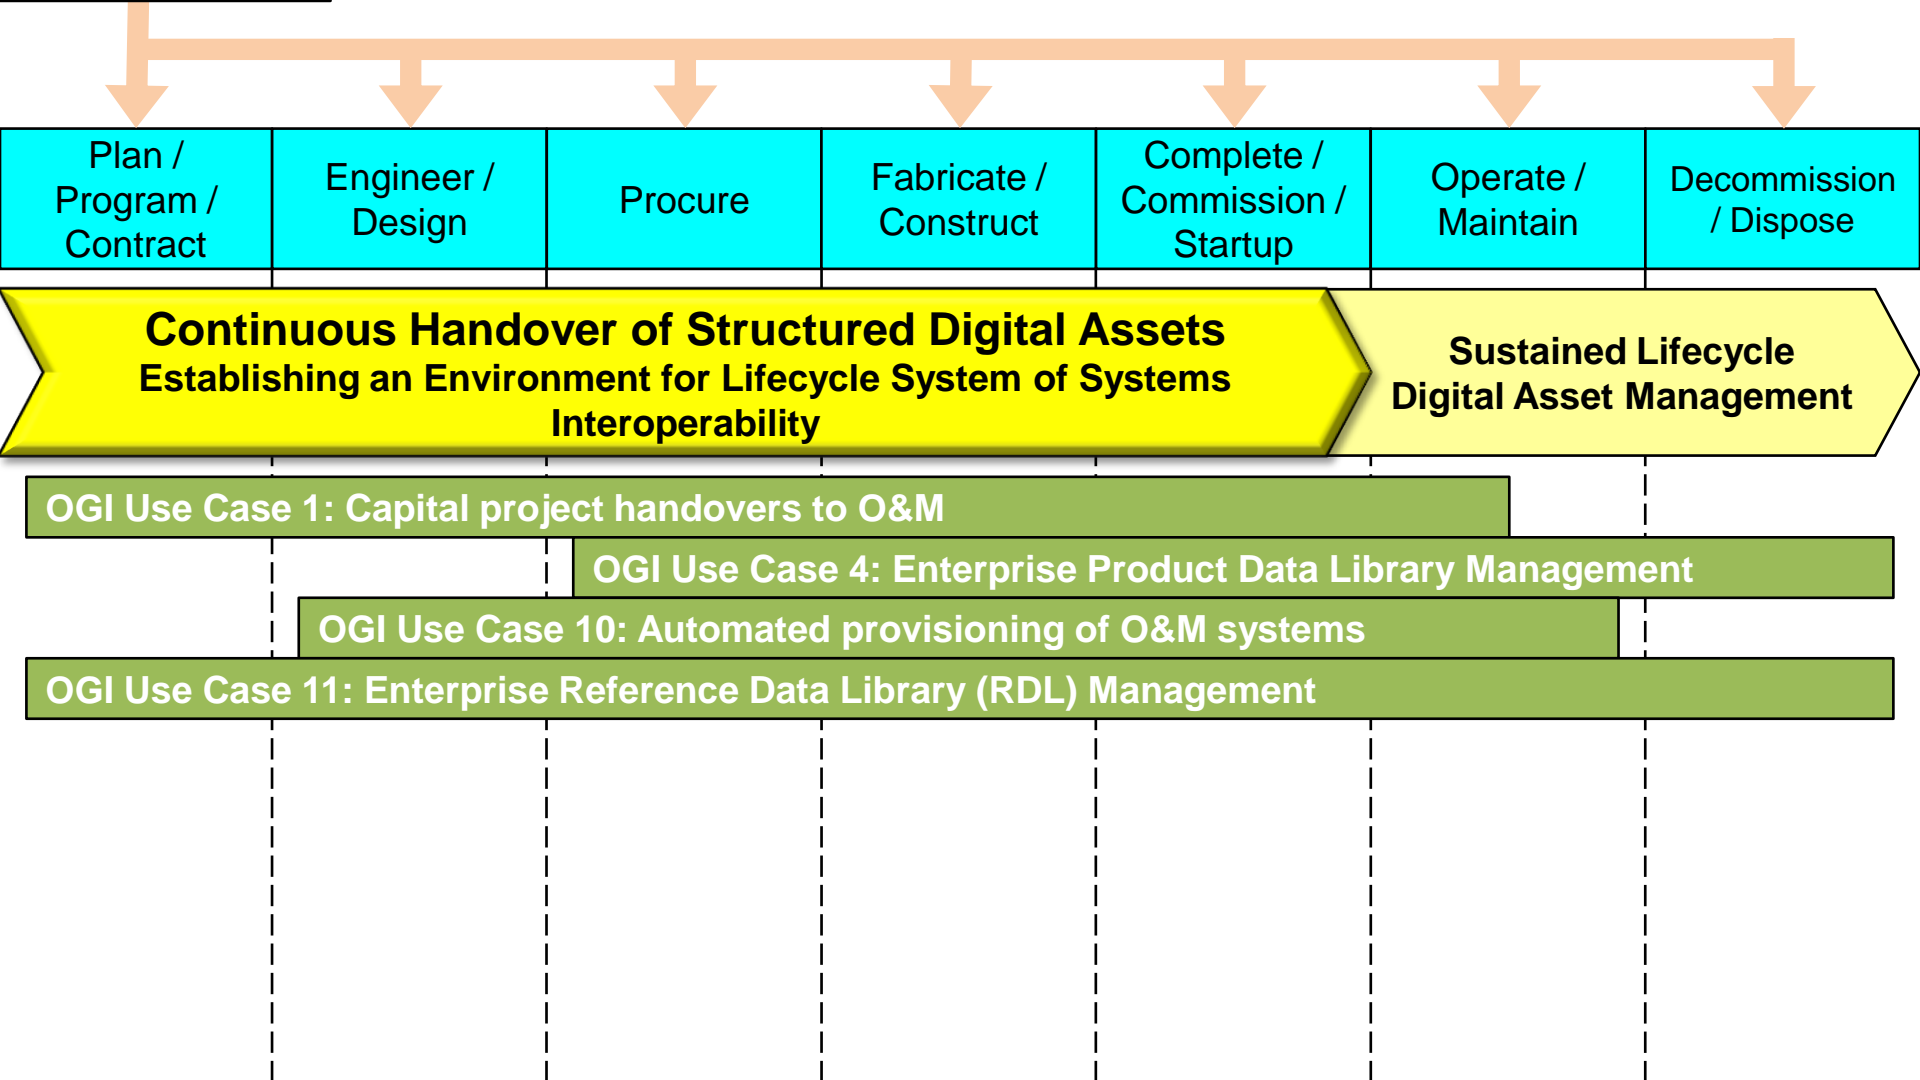 Plan /
Program /
Contract
Engineer /
Design
Procure
Fabricate /
Construct
Complete /
Commission /
Startup
Operate /
Maintain
Decommission
/ Dispose
Continuous Handover of Structured Digital Assets
Establishing an Environment for Lifecycle System of Systems
Interoperability
Sustained Lifecycle
Digital Asset Management
OGI Use Case 1: Capital project handovers to O&M
OGI Use Case 4: Enterprise Product Data Library Management
OGI Use Case 10: Automated provisioning of O&M systems
OGI Use Case 11: Enterprise Reference Data Library (RDL) Management